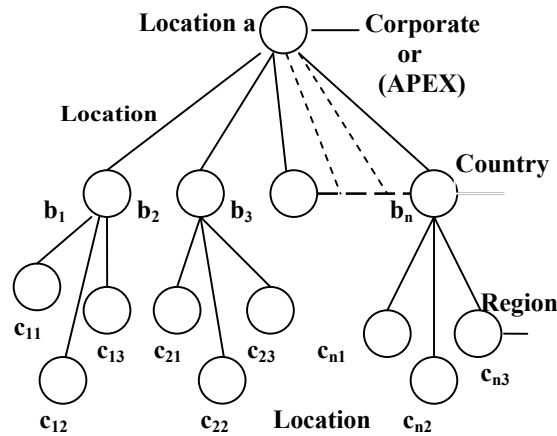 Location a
Corporate
or
(APEX)
Location
Country
b₁
b₂
b₃
bₙ
Region
c₁₁
c₁₃
c₂₁
c₂₃
cₙ₁
cₙ₃
c₁₂
c₂₂
Location
cₙ₂